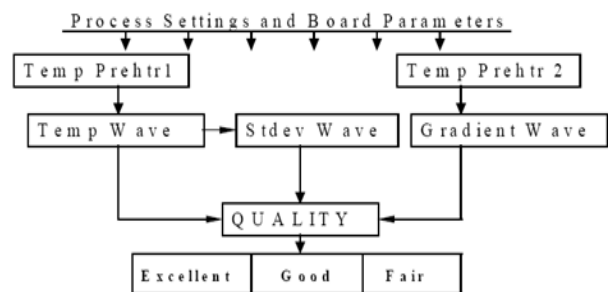 Process Settings and Board Parameters
Temp Prehtr1 Temp Prehtr 2
Temp Wave Stdev Wave Gradient Wave
QUALITY
Excellent Good Fair